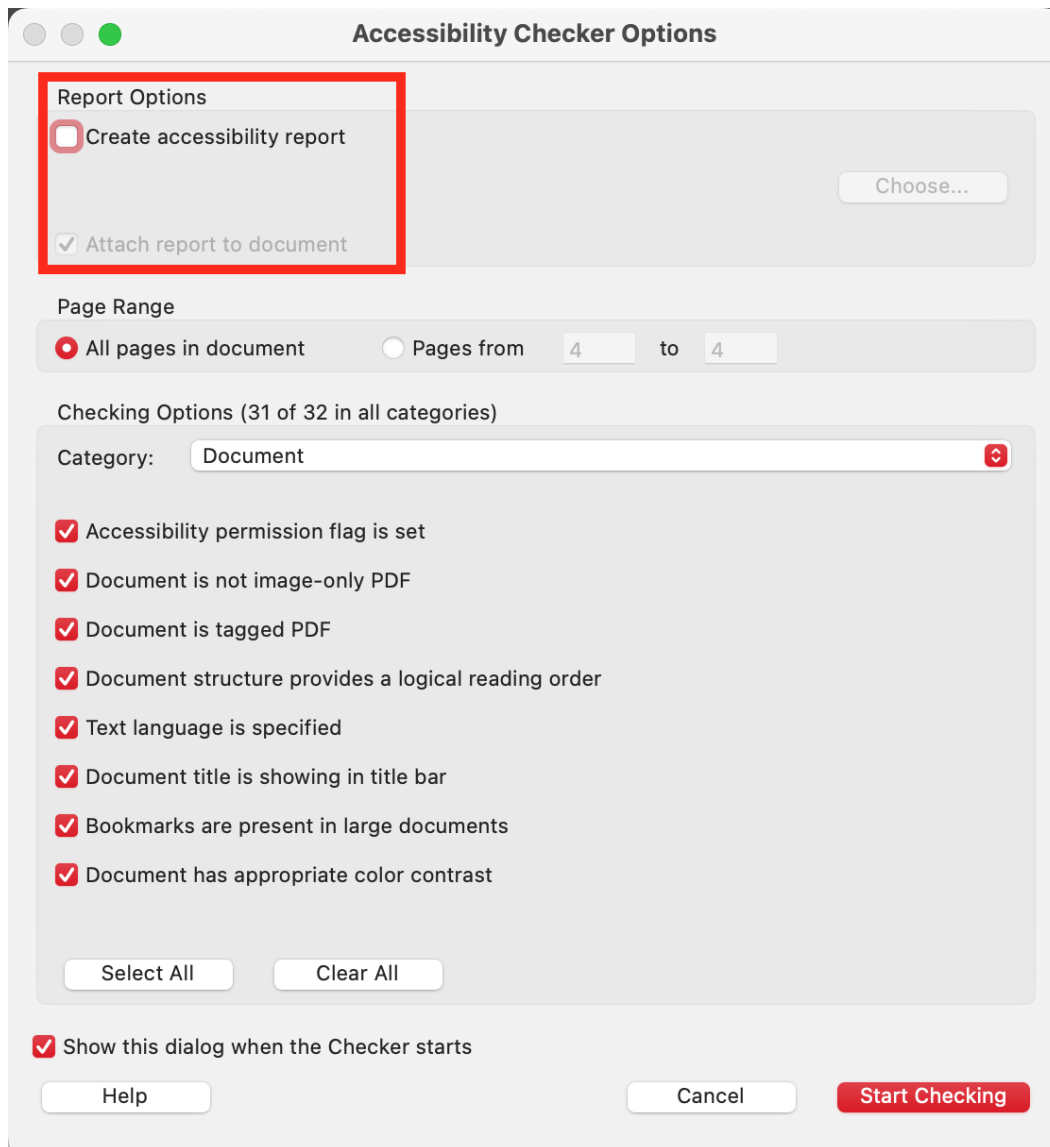 Accessibility Checker Options
Report Options
Create accessibility report
Choose...
Attach report to document
Page Range
All pages in document Pages from 4 to 4
Checking Options (31 of 32 in all categories)
Category: Document
Accessibility permission flag is set
Document is not image-only PDF
Document is tagged PDF
Document structure provides a logical reading order
Text language is specified
Document title is showing in title bar
Bookmarks are present in large documents
Document has appropriate color contrast
Select All Clear All
Show this dialog when the Checker starts
Help Cancel Start Checking